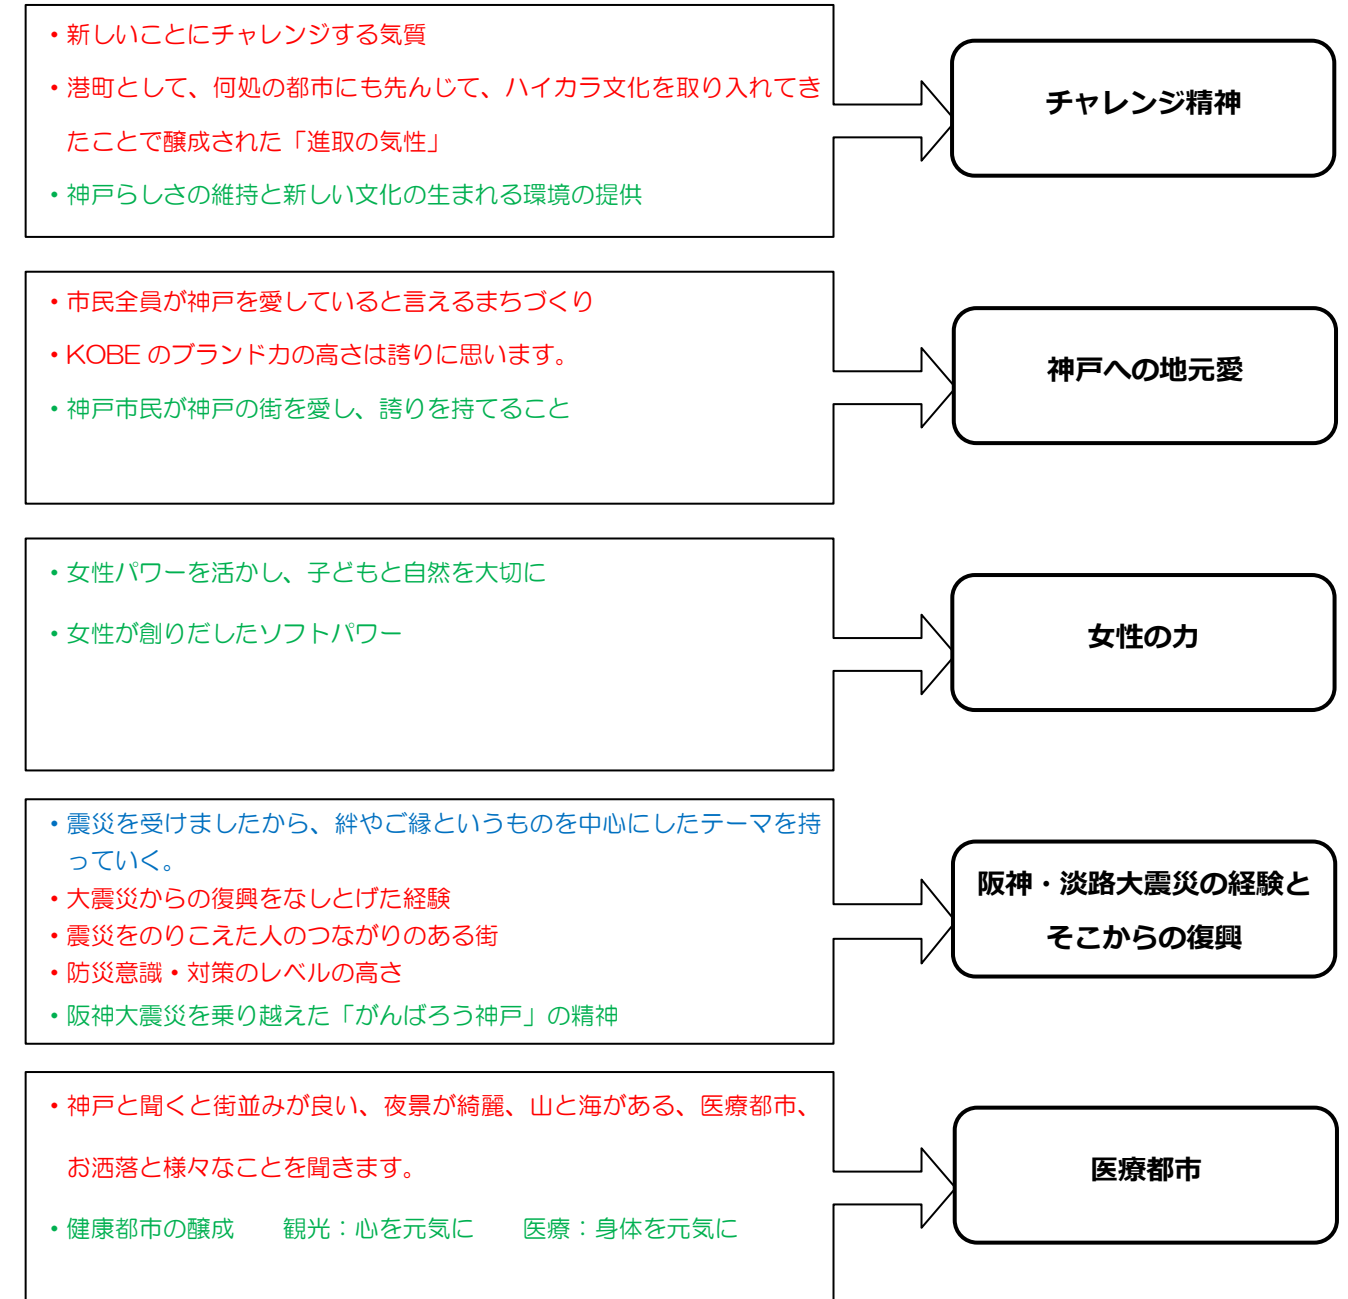 ・新しいことにチャレンジする気質
・港町として、何処の都市にも先んじて、ハイカラ文化を取り入れてき
たことで醸成された「進取の気性」
・神戸らしさの維持と新しい文化の生まれる環境の提供
チャレンジ精神
・市民全員が神戸を愛していると言えるまちづくり
・KOBE のブランド力の高さは誇りに思います。
・神戸市民が神戸の街を愛し、誇りを持てること
神戸への地元愛
・女性パワーを活かし、子どもと自然を大切に
・女性が創りだしたソフトパワー
女性の力
・震災を受けましたから、絆やご縁というものを中心にしたテーマを持
っていく。
・大震災からの復興をなしとげた経験
・震災をのりこえた人のつながりのある街
・防災意識・対策のレベルの高さ
・阪神大震災を乗り越えた「がんばろう神戸」の精神
阪神・淡路大震災の経験と
そこからの復興
・神戸と聞くと街並みが良い、夜景が綺麗、山と海がある、医療都市、
お洒落と様々なことを聞きます。
・健康都市の醸成　　観光：心を元気に　　医療：身体を元気に
医療都市